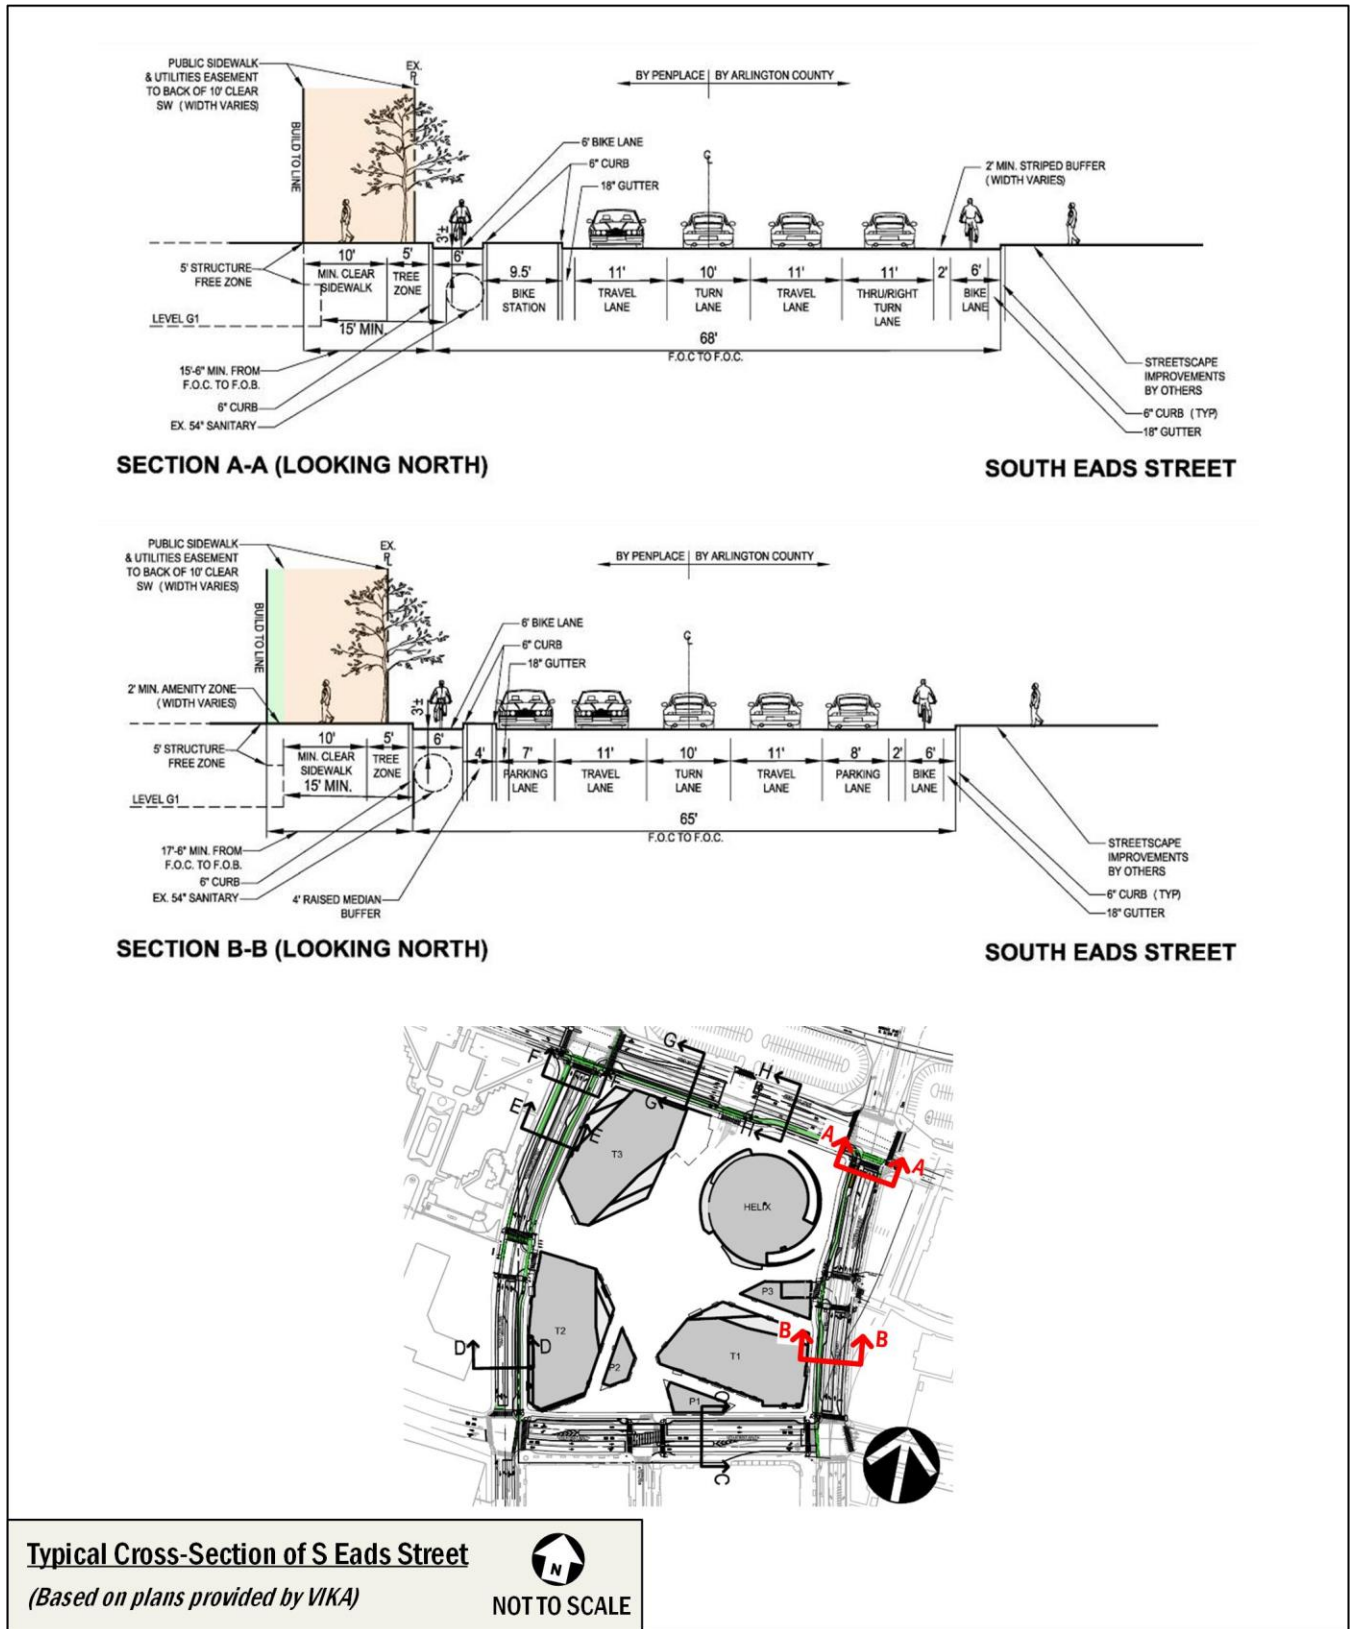 PUBLIC SIDEWALK
& UTILITIES EASEMENT
TO BACK OF 10' CLEAR
SW (WIDTH VARIES)
EX.
PL
BUILD TO LINE
BY PENPLACE | BY ARLINGTON COUNTY
6' BIKE LANE
6" CURB
18" GUTTER
CL
2' MIN. STRIPED BUFFER
(WIDTH VARIES)
3'±
5' STRUCTURE
FREE ZONE
10'
MIN. CLEAR
SIDEWALK
5'
TREE
ZONE
6'
9.5'
BIKE
STATION
11'
TRAVEL
LANE
10'
TURN
LANE
11'
TRAVEL
LANE
11'
THRU/RIGHT
TURN
LANE
2'
6'
BIKE
LANE
LEVEL G1
15' MIN.
68'
F.O.C TO F.O.C.
15'-6" MIN. FROM
F.O.C. TO F.O.B.
6" CURB
EX. 54" SANITARY
STREETSCAPE
IMPROVEMENTS
BY OTHERS
6" CURB (TYP)
18" GUTTER
SECTION A-A (LOOKING NORTH)
SOUTH EADS STREET
PUBLIC SIDEWALK
& UTILITIES EASEMENT
TO BACK OF 10' CLEAR
SW (WIDTH VARIES)
EX.
PL
BUILD TO LINE
BY PENPLACE | BY ARLINGTON COUNTY
6' BIKE LANE
6" CURB
18" GUTTER
CL
2' MIN. AMENITY ZONE
(WIDTH VARIES)
3'±
5' STRUCTURE
FREE ZONE
10'
MIN. CLEAR
SIDEWALK
5'
TREE
ZONE
6'
4'
7'
PARKING
LANE
11'
TRAVEL
LANE
10'
TURN
LANE
11'
TRAVEL
LANE
8'
PARKING
LANE
2'
6'
BIKE
LANE
LEVEL G1
15' MIN.
65'
F.O.C TO F.O.C.
17'-6" MIN. FROM
F.O.C. TO F.O.B.
6" CURB
EX. 54" SANITARY
4' RAISED MEDIAN
BUFFER
STREETSCAPE
IMPROVEMENTS
BY OTHERS
6" CURB (TYP)
18" GUTTER
SECTION B-B (LOOKING NORTH)
SOUTH EADS STREET
F
F
G
G
H
H
E
E
A
A
T3
HELIX
P3
T2
B
B
D
D
P2
T1
P1
C
C
Typical Cross-Section of S Eads Street
(Based on plans provided by VIKA)
N
NOT TO SCALE